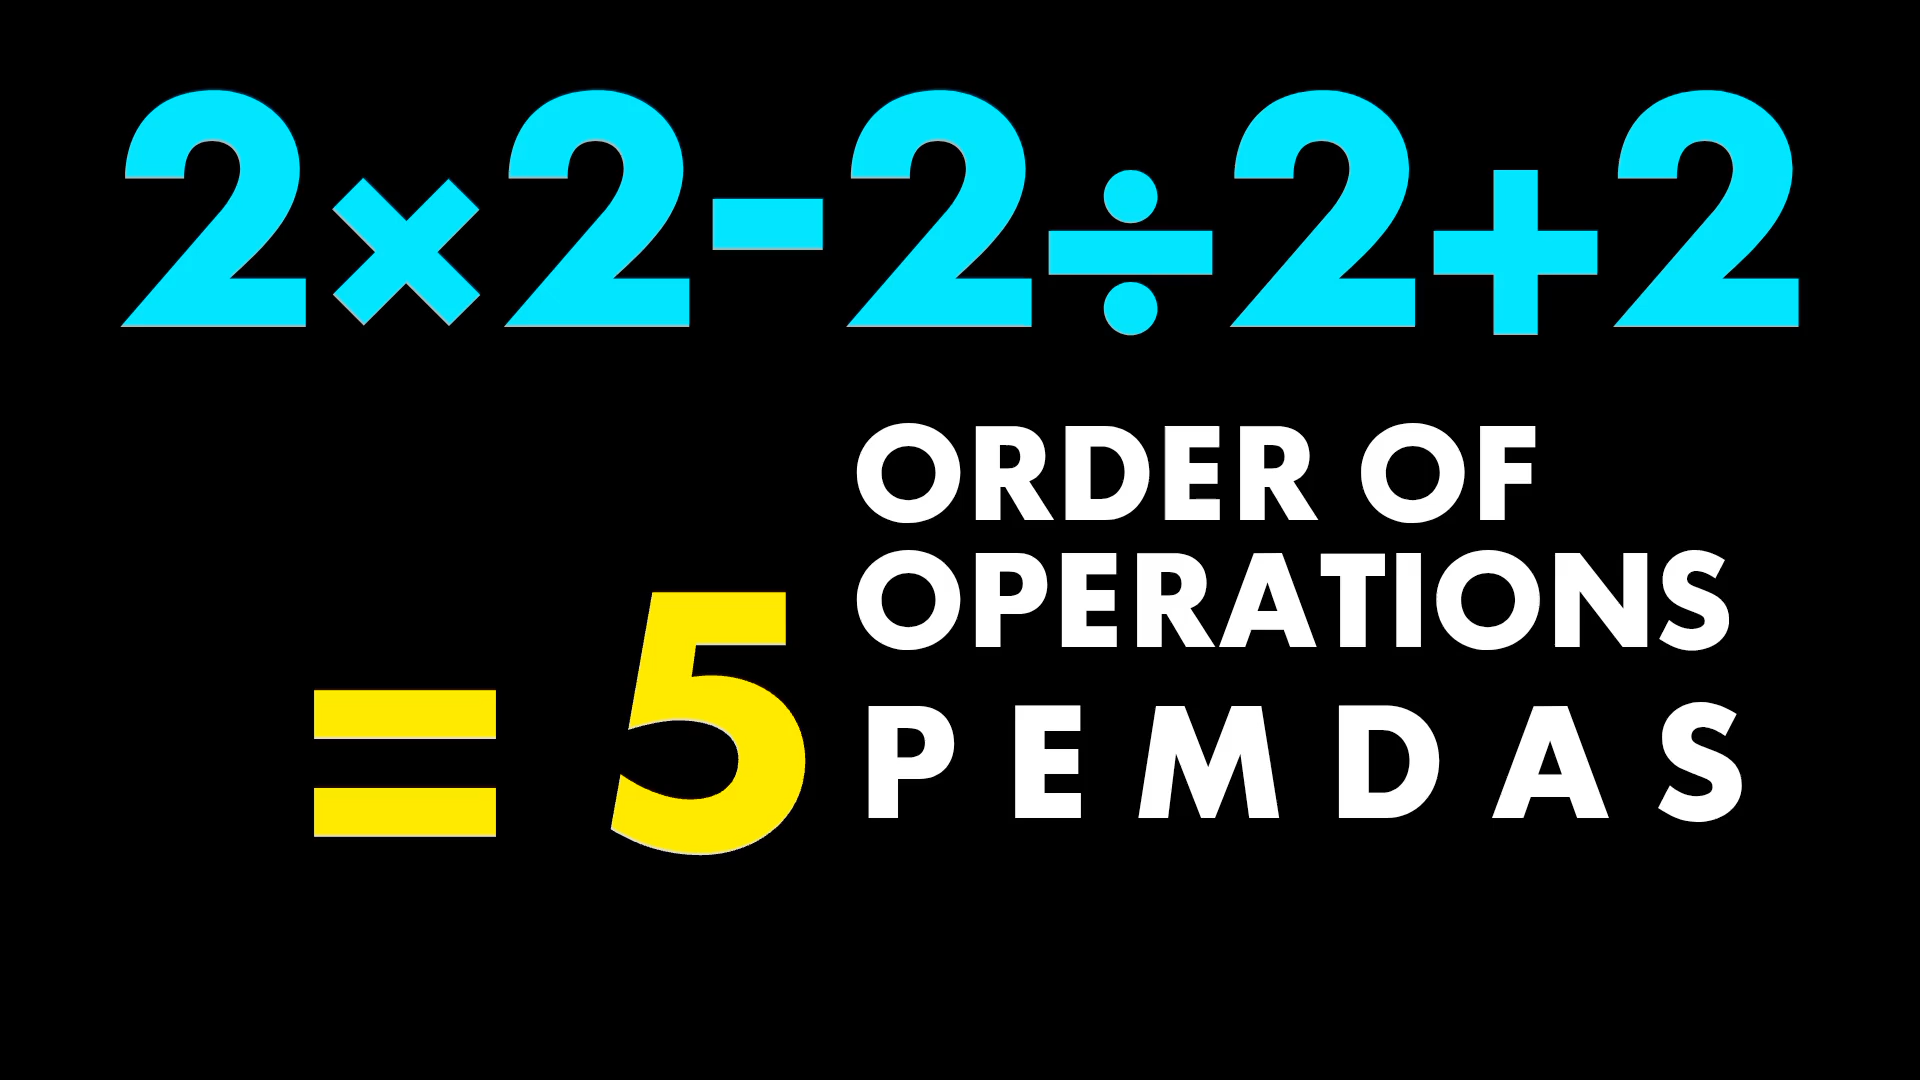 2×2-2÷2+2
ORDER OF
OPERATIONS
= 5
P E M D A S